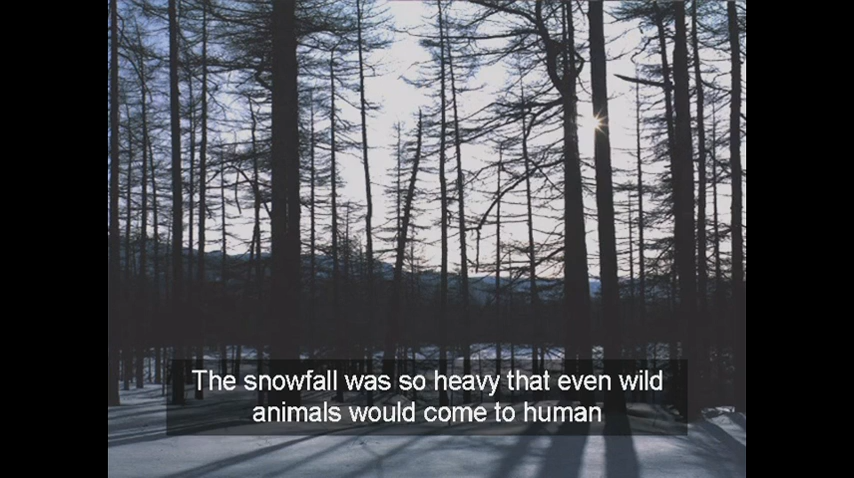 The snowfall was so heavy that even wild
animals would come to human